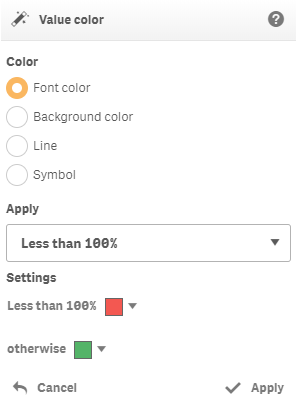 Value color
?
Color
Font color
Background color
Line
Symbol
Apply
Less than 100%
Settings
Less than 100%
otherwise
Cancel
Apply